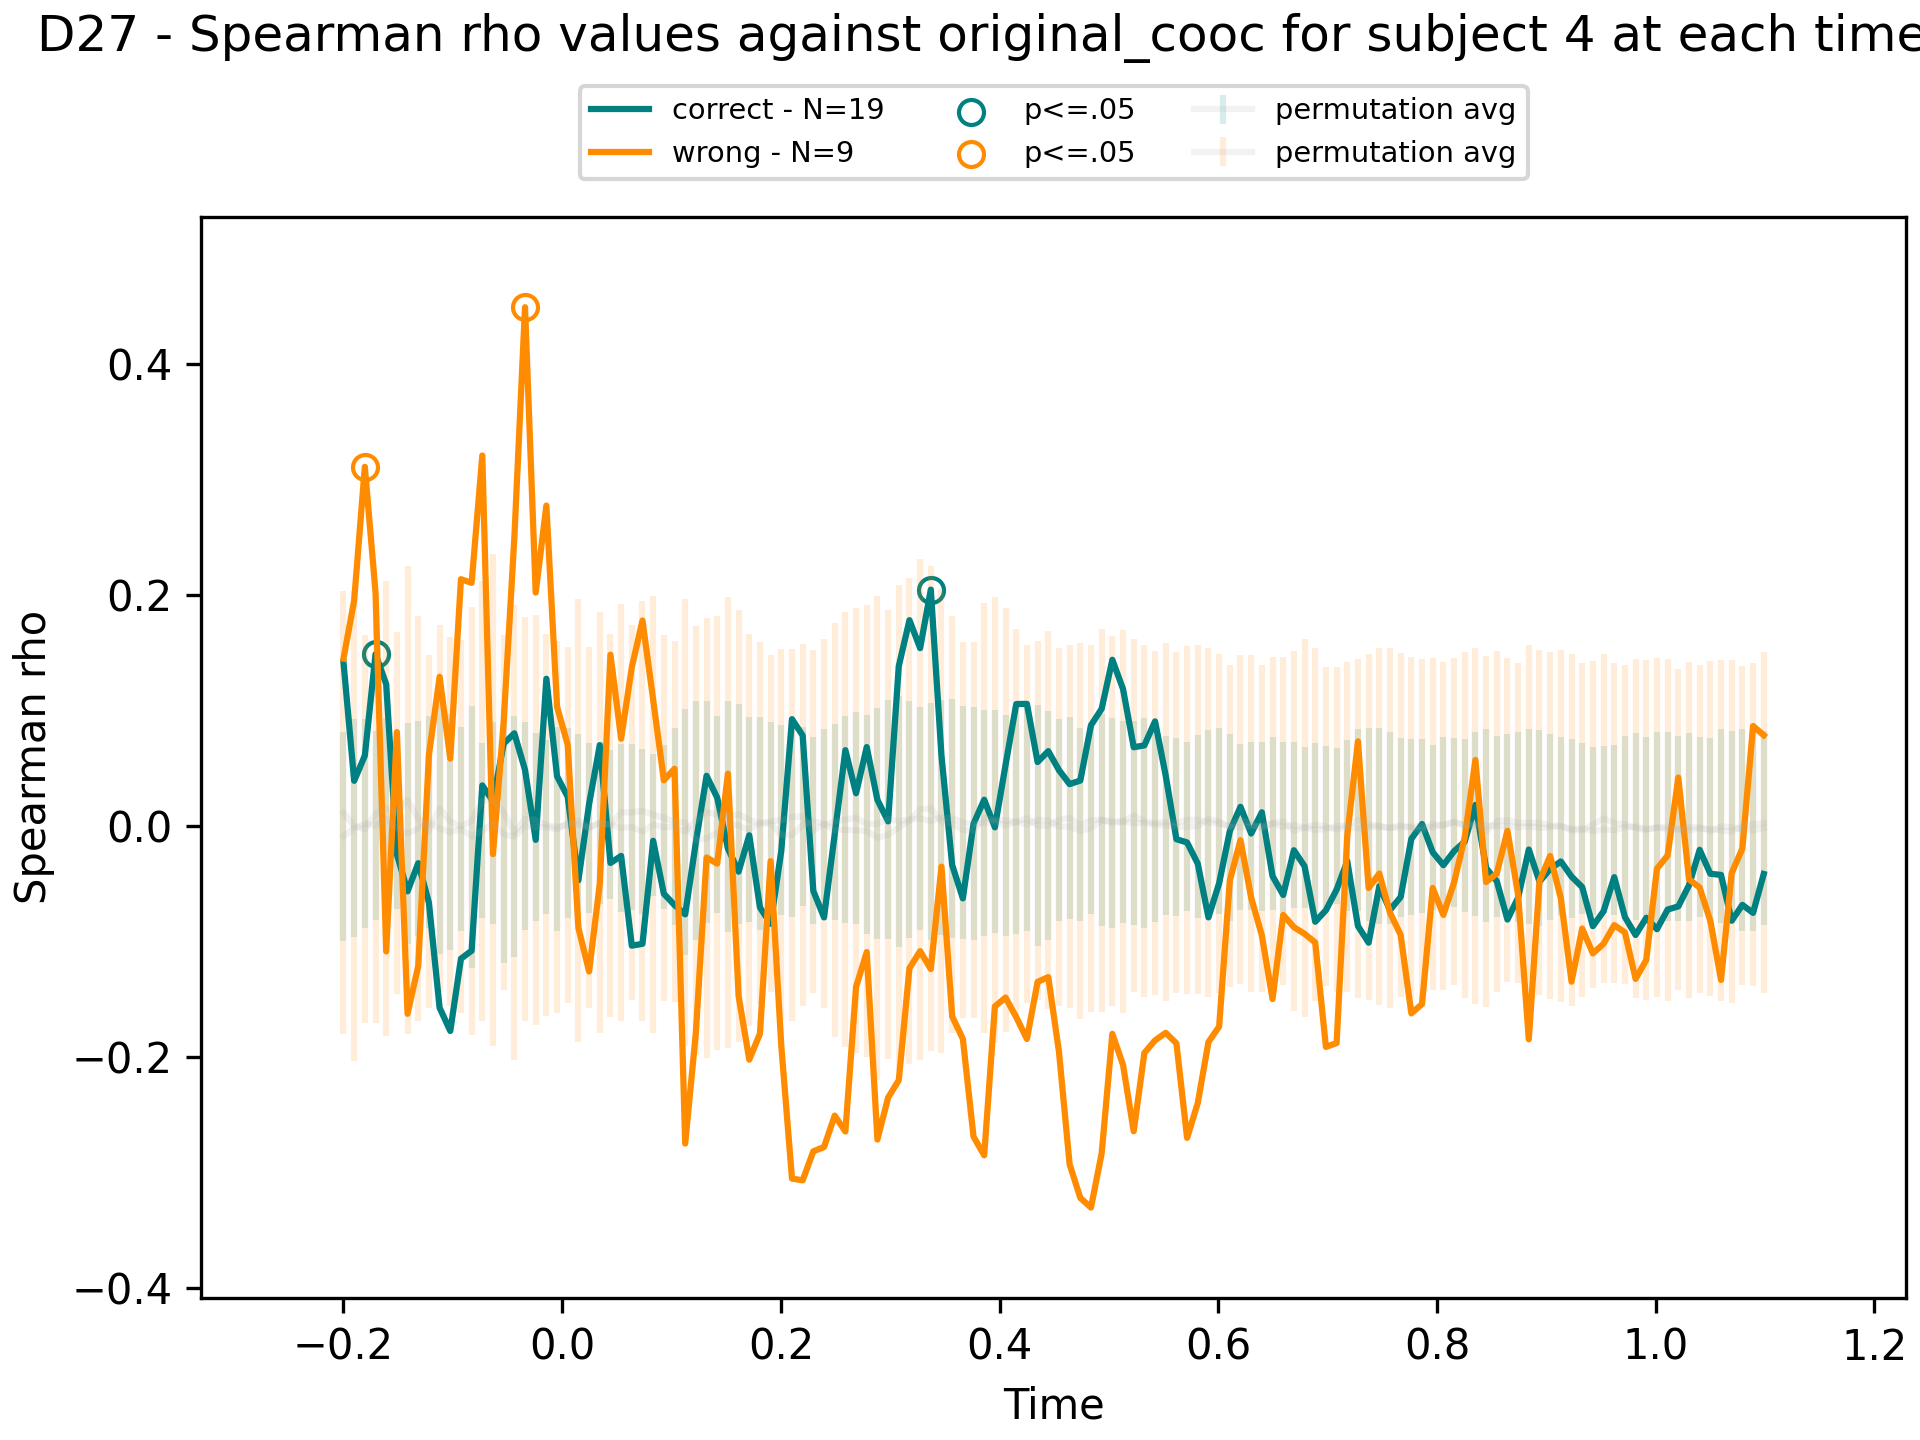 D27 - Spearman rho values against original_cooc for subject 4 at each time
correct - N=19
wrong - N=9
p<=.05
p<=.05
permutation avg
permutation avg
Spearman rho
0.4
0.2
0.0
−0.2
−0.4
−0.2 0.0 0.2 0.4 0.6 0.8 1.0 1.2
Time